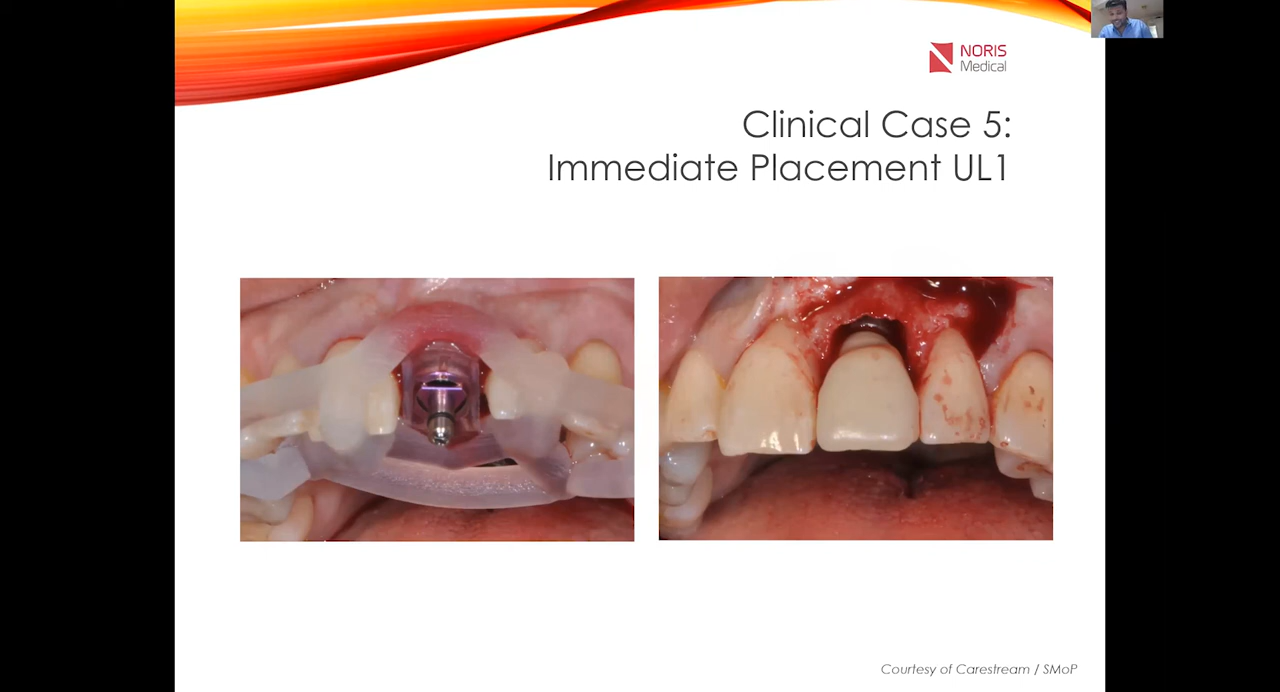 NORIS
Medical
Clinical Case 5:
Immediate Placement UL1
Courtesy of Carestream / SMoP